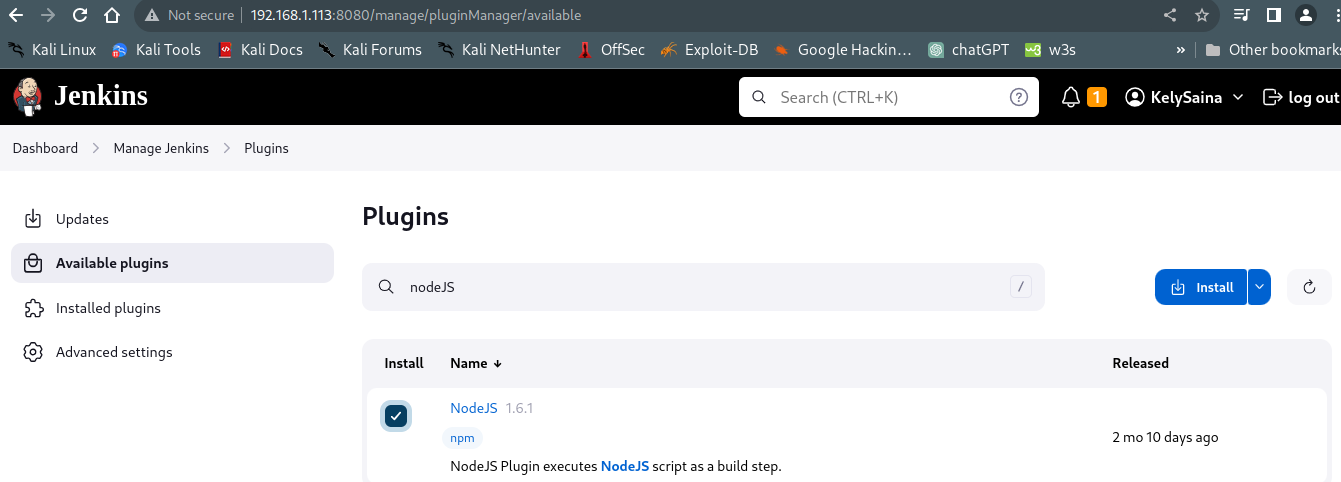 Not secure 192.168.1.113:8080/manage/pluginManager/available
Kali Linux Kali Tools Kali Docs Kali Forums Kali NetHunter OffSec Exploit-DB Google Hackin… chatGPT w3s » Other bookmarks
Jenkins Search (CTRL+K) ? 1 KelySaina log out
Dashboard Manage Jenkins Plugins
Updates
Available plugins
Installed plugins
Advanced settings
Plugins
nodeJS / Install
Install Name ↓ Released
NodeJS 1.6.1
npm
2 mo 10 days ago
NodeJS Plugin executes NodeJS script as a build step.